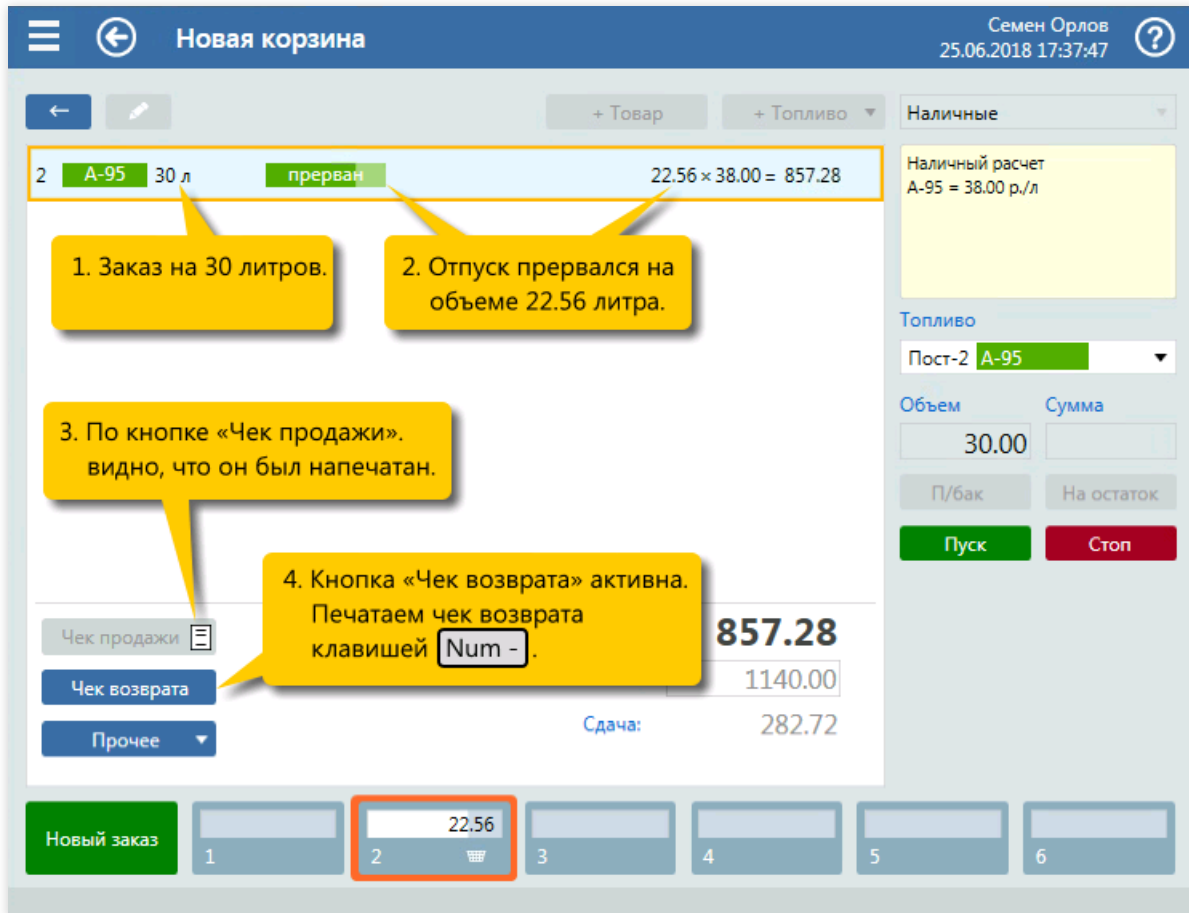 Новая корзина
Семен Орлов
25.06.2018 17:37:47
?
+ Товар
+ Топливо
Наличные
2 А-95 30 л прерван 22.56 × 38.00 = 857.28
Наличный расчет
А-95 = 38.00 р./л
1. Заказ на 30 литров.
2. Отпуск прервался на
объеме 22.56 литра.
Топливо
Пост-2 А-95
Объем Сумма
30.00
П/бак На остаток
Пуск Стоп
3. По кнопке «Чек продажи».
видно, что он был напечатан.
4. Кнопка «Чек возврата» активна.
Печатаем чек возврата
клавишей Num - .
Чек продажи
857.28
Чек возврата
1140.00
Прочее
Сдача: 282.72
Новый заказ
1
22.56
2
3
4
5
6